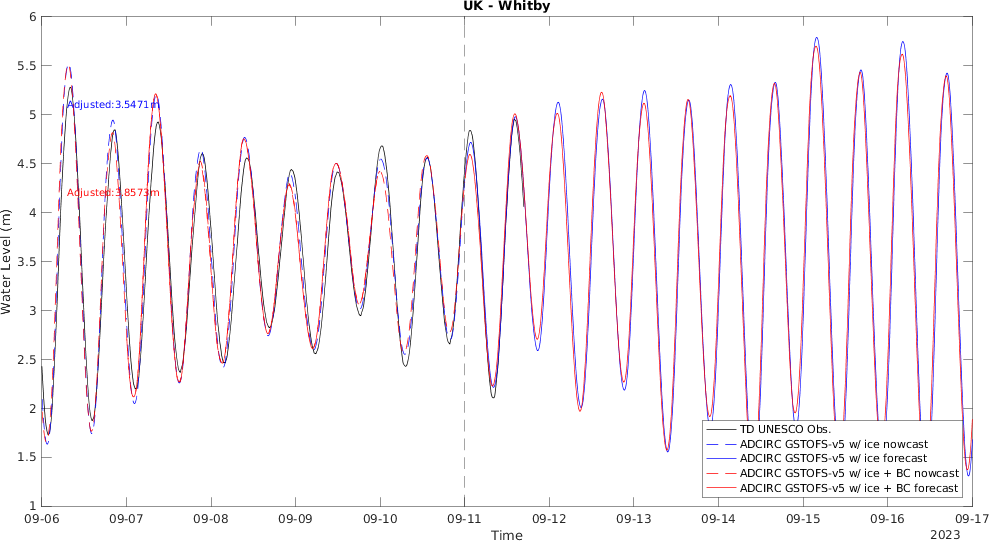 UK - Whitby
6
5.5
5
4.5
4
3.5
3
2.5
2
1.5
1
Water Level (m)
Adjusted:3.5471m
Adjusted:3.8573m
TD UNESCO Obs.
ADCIRC GSTOFS-v5 w/ ice nowcast
ADCIRC GSTOFS-v5 w/ ice forecast
ADCIRC GSTOFS-v5 w/ ice + BC nowcast
ADCIRC GSTOFS-v5 w/ ice + BC forecast
09-06 09-07 09-08 09-09 09-10 09-11 09-12 09-13 09-14 09-15 09-16 09-17
Time
2023